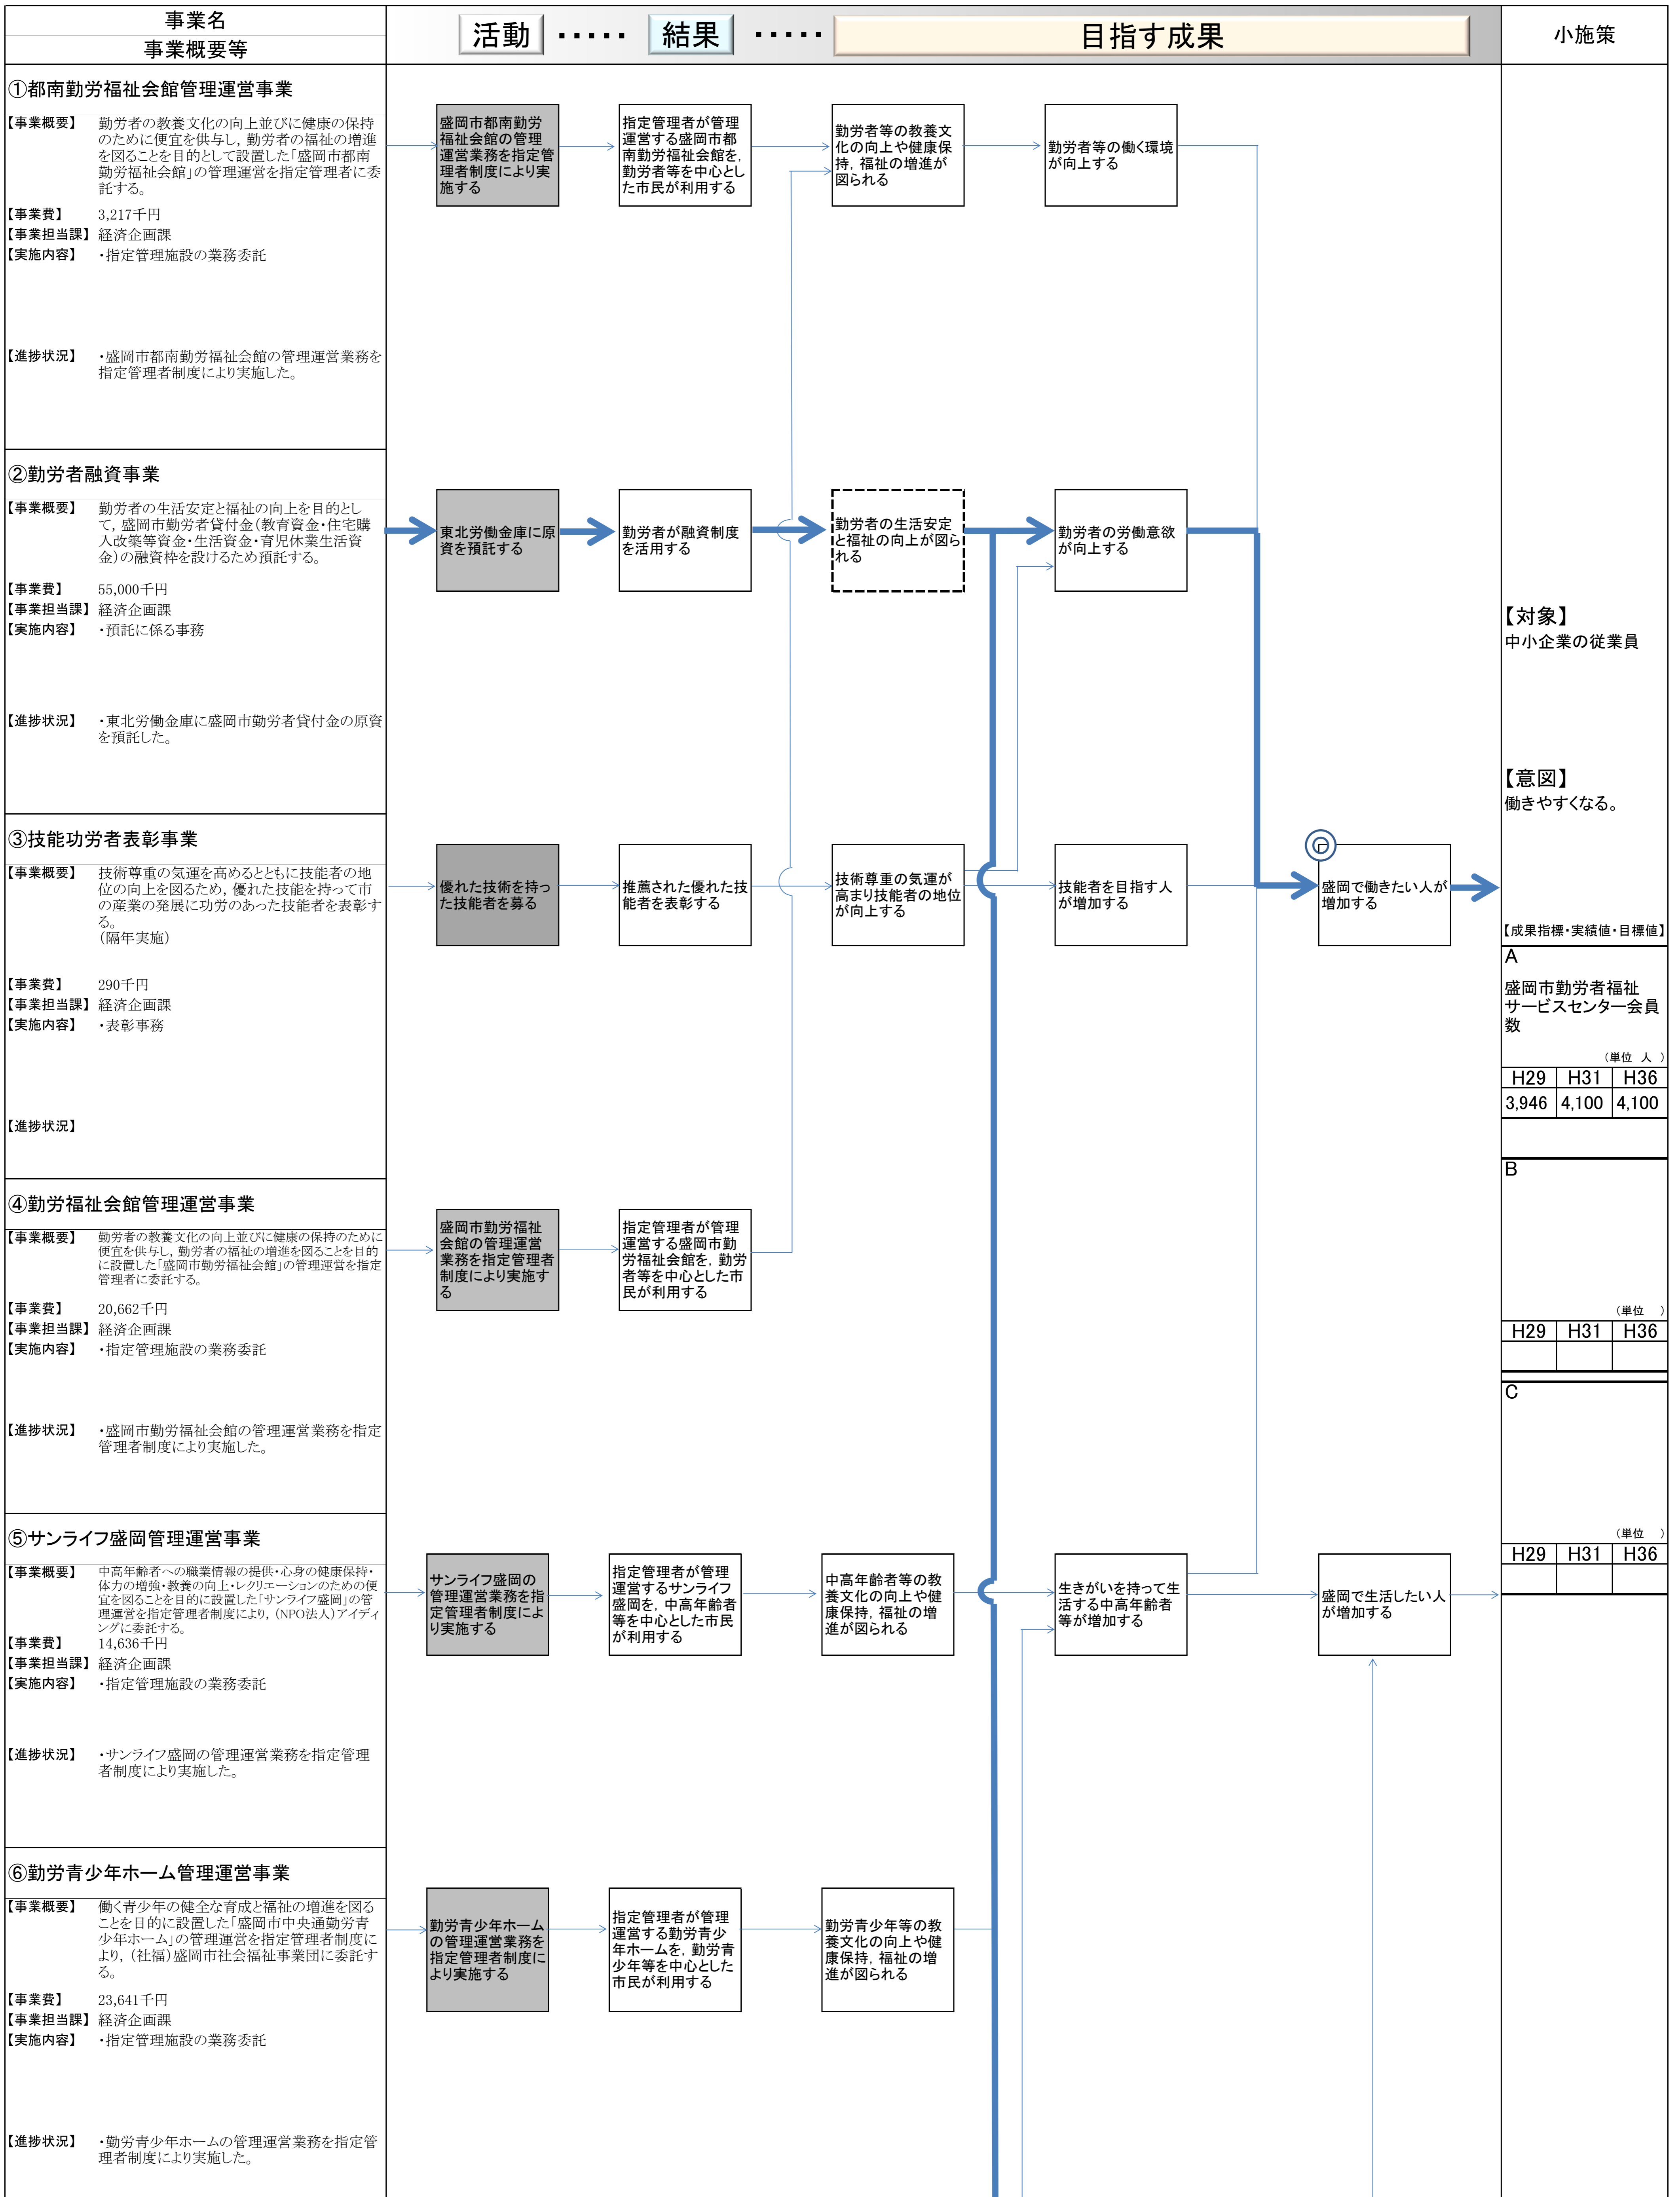 事業名
事業概要等
活動 ・・・・・ 結果 ・・・・・ 目指す成果
小施策
①都南勤労福祉会館管理運営事業
【事業概要】 勤労者の教養文化の向上並びに健康の保持
のために便宜を供与し，勤労者の福祉の増進
を図ることを目的として設置した「盛岡市都南
勤労福祉会館」の管理運営を指定管理者に委
託する。
【事業費】 3,217千円
【事業担当課】 経済企画課
【実施内容】 ・指定管理施設の業務委託
【進捗状況】 ・盛岡市都南勤労福祉会館の管理運営業務を
指定管理者制度により実施した。
盛岡市都南勤労
福祉会館の管理
運営業務を指定管
理者制度により実
施する
指定管理者が管理
運営する盛岡市都
南勤労福祉会館を，
勤労者等を中心とし
た市民が利用する
勤労者等の教養文
化の向上や健康保
持，福祉の増進が
図られる
勤労者等の働く環境
が向上する
②勤労者融資事業
【事業概要】 勤労者の生活安定と福祉の向上を目的とし
て，盛岡市勤労者貸付金（教育資金・住宅購
入改築等資金・生活資金・育児休業生活資
金）の融資枠を設けるため預託する。
【事業費】 55,000千円
【事業担当課】 経済企画課
【実施内容】 ・預託に係る事務
【進捗状況】 ・東北労働金庫に盛岡市勤労者貸付金の原資
を預託した。
東北労働金庫に原
資を預託する
勤労者が融資制度
を活用する
勤労者の生活安定
と福祉の向上が図ら
れる
勤労者の労働意欲
が向上する
③技能功労者表彰事業
【事業概要】 技術尊重の気運を高めるとともに技能者の地
位の向上を図るため，優れた技能を持って市
の産業の発展に功労のあった技能者を表彰す
る。
（隔年実施）
【事業費】 290千円
【事業担当課】 経済企画課
【実施内容】 ・表彰事務
【進捗状況】
優れた技術を持っ
た技能者を募る
推薦された優れた技
能者を表彰する
技術尊重の気運が
高まり技能者の地位
が向上する
技能者を目指す人
が増加する
盛岡で働きたい人が
増加する
④勤労福祉会館管理運営事業
【事業概要】 勤労者の教養文化の向上並びに健康の保持のために
便宜を供与し，勤労者の福祉の増進を図ることを目的
に設置した「盛岡市勤労福祉会館」の管理運営を指定
管理者に委託する。
【事業費】 20,662千円
【事業担当課】 経済企画課
【実施内容】 ・指定管理施設の業務委託
【進捗状況】 ・盛岡市勤労福祉会館の管理運営業務を指定
管理者制度により実施した。
盛岡市勤労福祉
会館の管理運営
業務を指定管理者
制度により実施す
る
指定管理者が管理
運営する盛岡市勤
労福祉会館を，勤労
者等を中心とした市
民が利用する
⑤サンライフ盛岡管理運営事業
【事業概要】 中高年齢者への職業情報の提供・心身の健康保持・
体力の増強・教養の向上・レクリエーションのための便
宜を図ることを目的に設置した「サンライフ盛岡」の管
理運営を指定管理者制度により，（NPO法人）アイディ
ングに委託する。
【事業費】 14,636千円
【事業担当課】 経済企画課
【実施内容】 ・指定管理施設の業務委託
【進捗状況】 ・サンライフ盛岡の管理運営業務を指定管理
者制度により実施した。
サンライフ盛岡の
管理運営業務を指
定管理者制度によ
り実施する
指定管理者が管理
運営するサンライフ
盛岡を，中高年齢者
等を中心とした市民
が利用する
中高年齢者等の教
養文化の向上や健
康保持，福祉の増
進が図られる
生きがいを持って生
活する中高年齢者
等が増加する
盛岡で生活したい人
が増加する
⑥勤労青少年ホーム管理運営事業
【事業概要】 働く青少年の健全な育成と福祉の増進を図る
ことを目的に設置した「盛岡市中央通勤労青
少年ホーム」の管理運営を指定管理者制度に
より，（社福）盛岡市社会福祉事業団に委託す
る。
【事業費】 23,641千円
【事業担当課】 経済企画課
【実施内容】 ・指定管理施設の業務委託
【進捗状況】 ・勤労青少年ホームの管理運営業務を指定管
理者制度により実施した。
勤労青少年ホーム
の管理運営業務を
指定管理者制度に
より実施する
指定管理者が管理
運営する勤労青少
年ホームを，勤労青
少年等を中心とした
市民が利用する
勤労青少年等の教
養文化の向上や健
康保持，福祉の増
進が図られる
【対象】
中小企業の従業員
【意図】
働きやすくなる。
【成果指標・実績値・目標値】
A
盛岡市勤労者福祉
サービスセンター会員
数
（単位 人 ）
H29 H31 H36
3,946 4,100 4,100
B
（単位 ）
H29 H31 H36
C
（単位 ）
H29 H31 H36